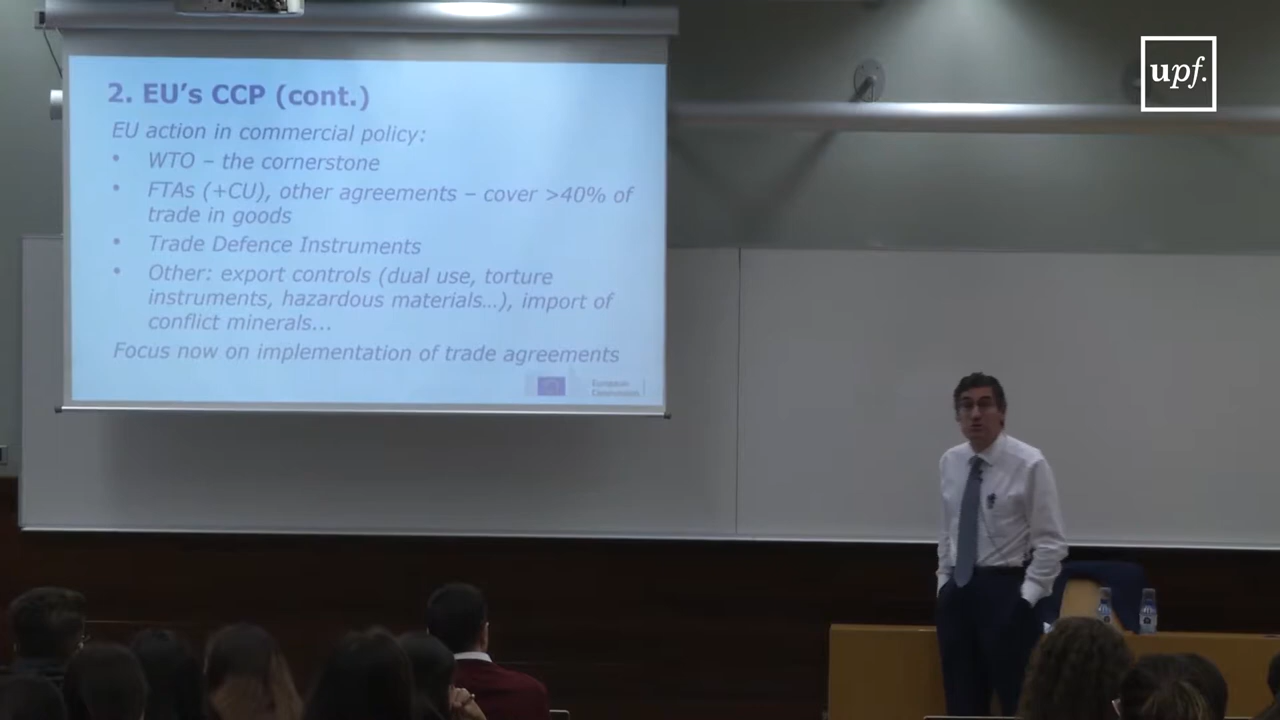 2. EU's CCP (cont.)
EU action in commercial policy:
• WTO – the cornerstone
• FTAs (+CU), other agreements – cover >40% of
trade in goods
• Trade Defence Instruments
• Other: export controls (dual use, torture
instruments, hazardous materials…), import of
conflict minerals…
Focus now on implementation of trade agreements
European
Commission
upf.